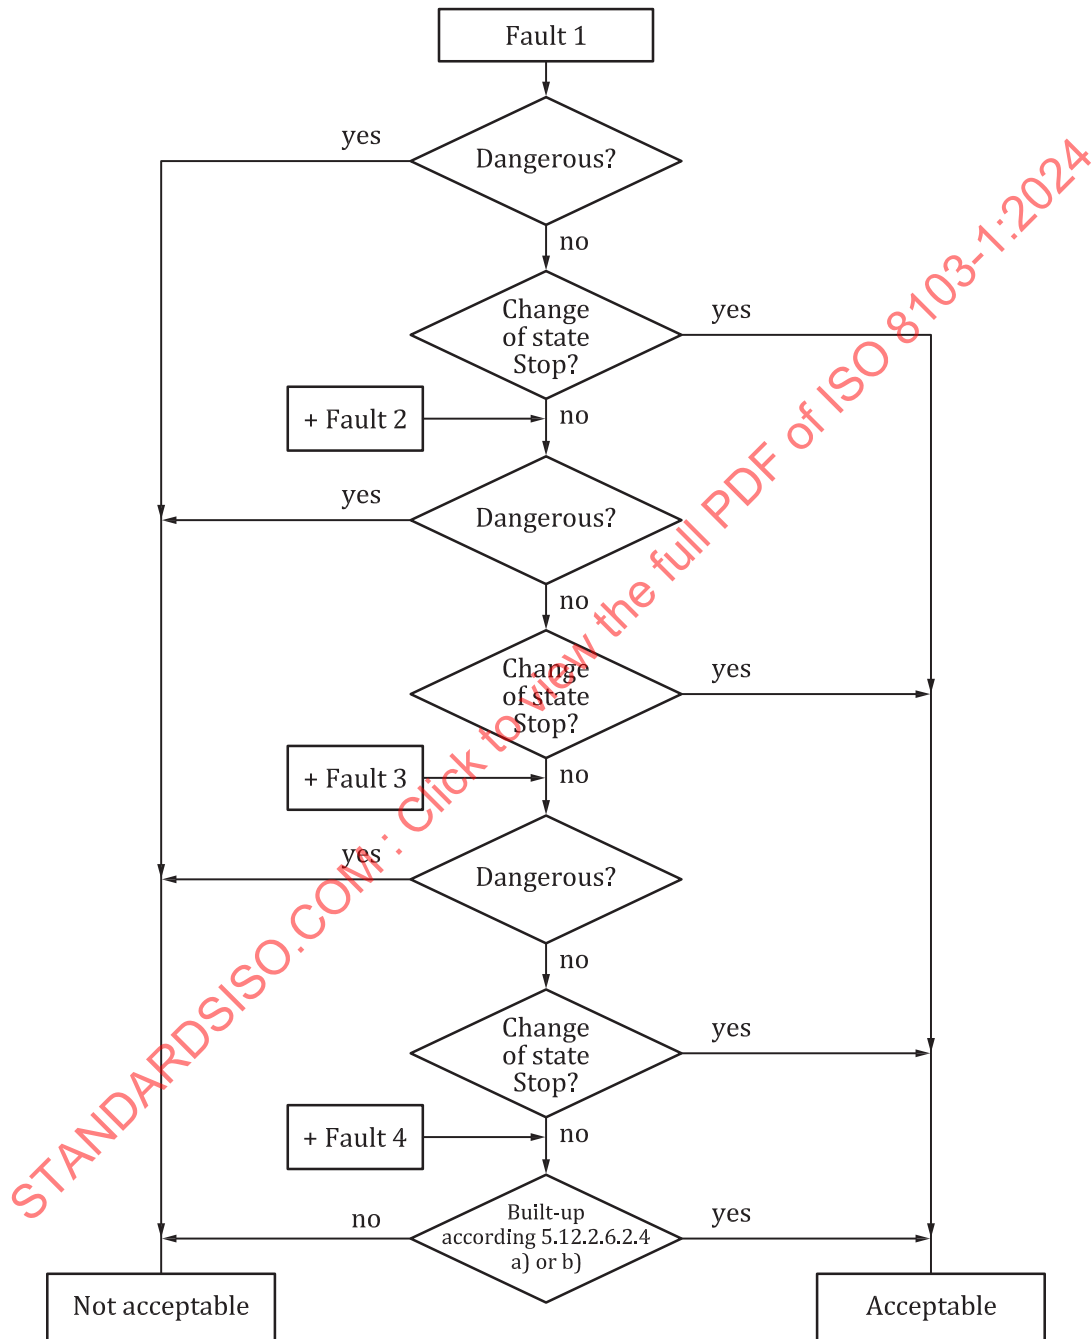 Fault 1
yes
Dangerous?
no
Change
of state
Stop?
yes
+ Fault 2
no
yes
Dangerous?
no
Change
of state
Stop?
yes
+ Fault 3
no
yes
Dangerous?
no
Change
of state
Stop?
yes
+ Fault 4
no
no
Built-up
according 5.12.2.6.2.4
a) or b)
yes
Not acceptable
Acceptable
STANDARDSISO.COM : Click to view the full PDF of ISO 8103-1:2024